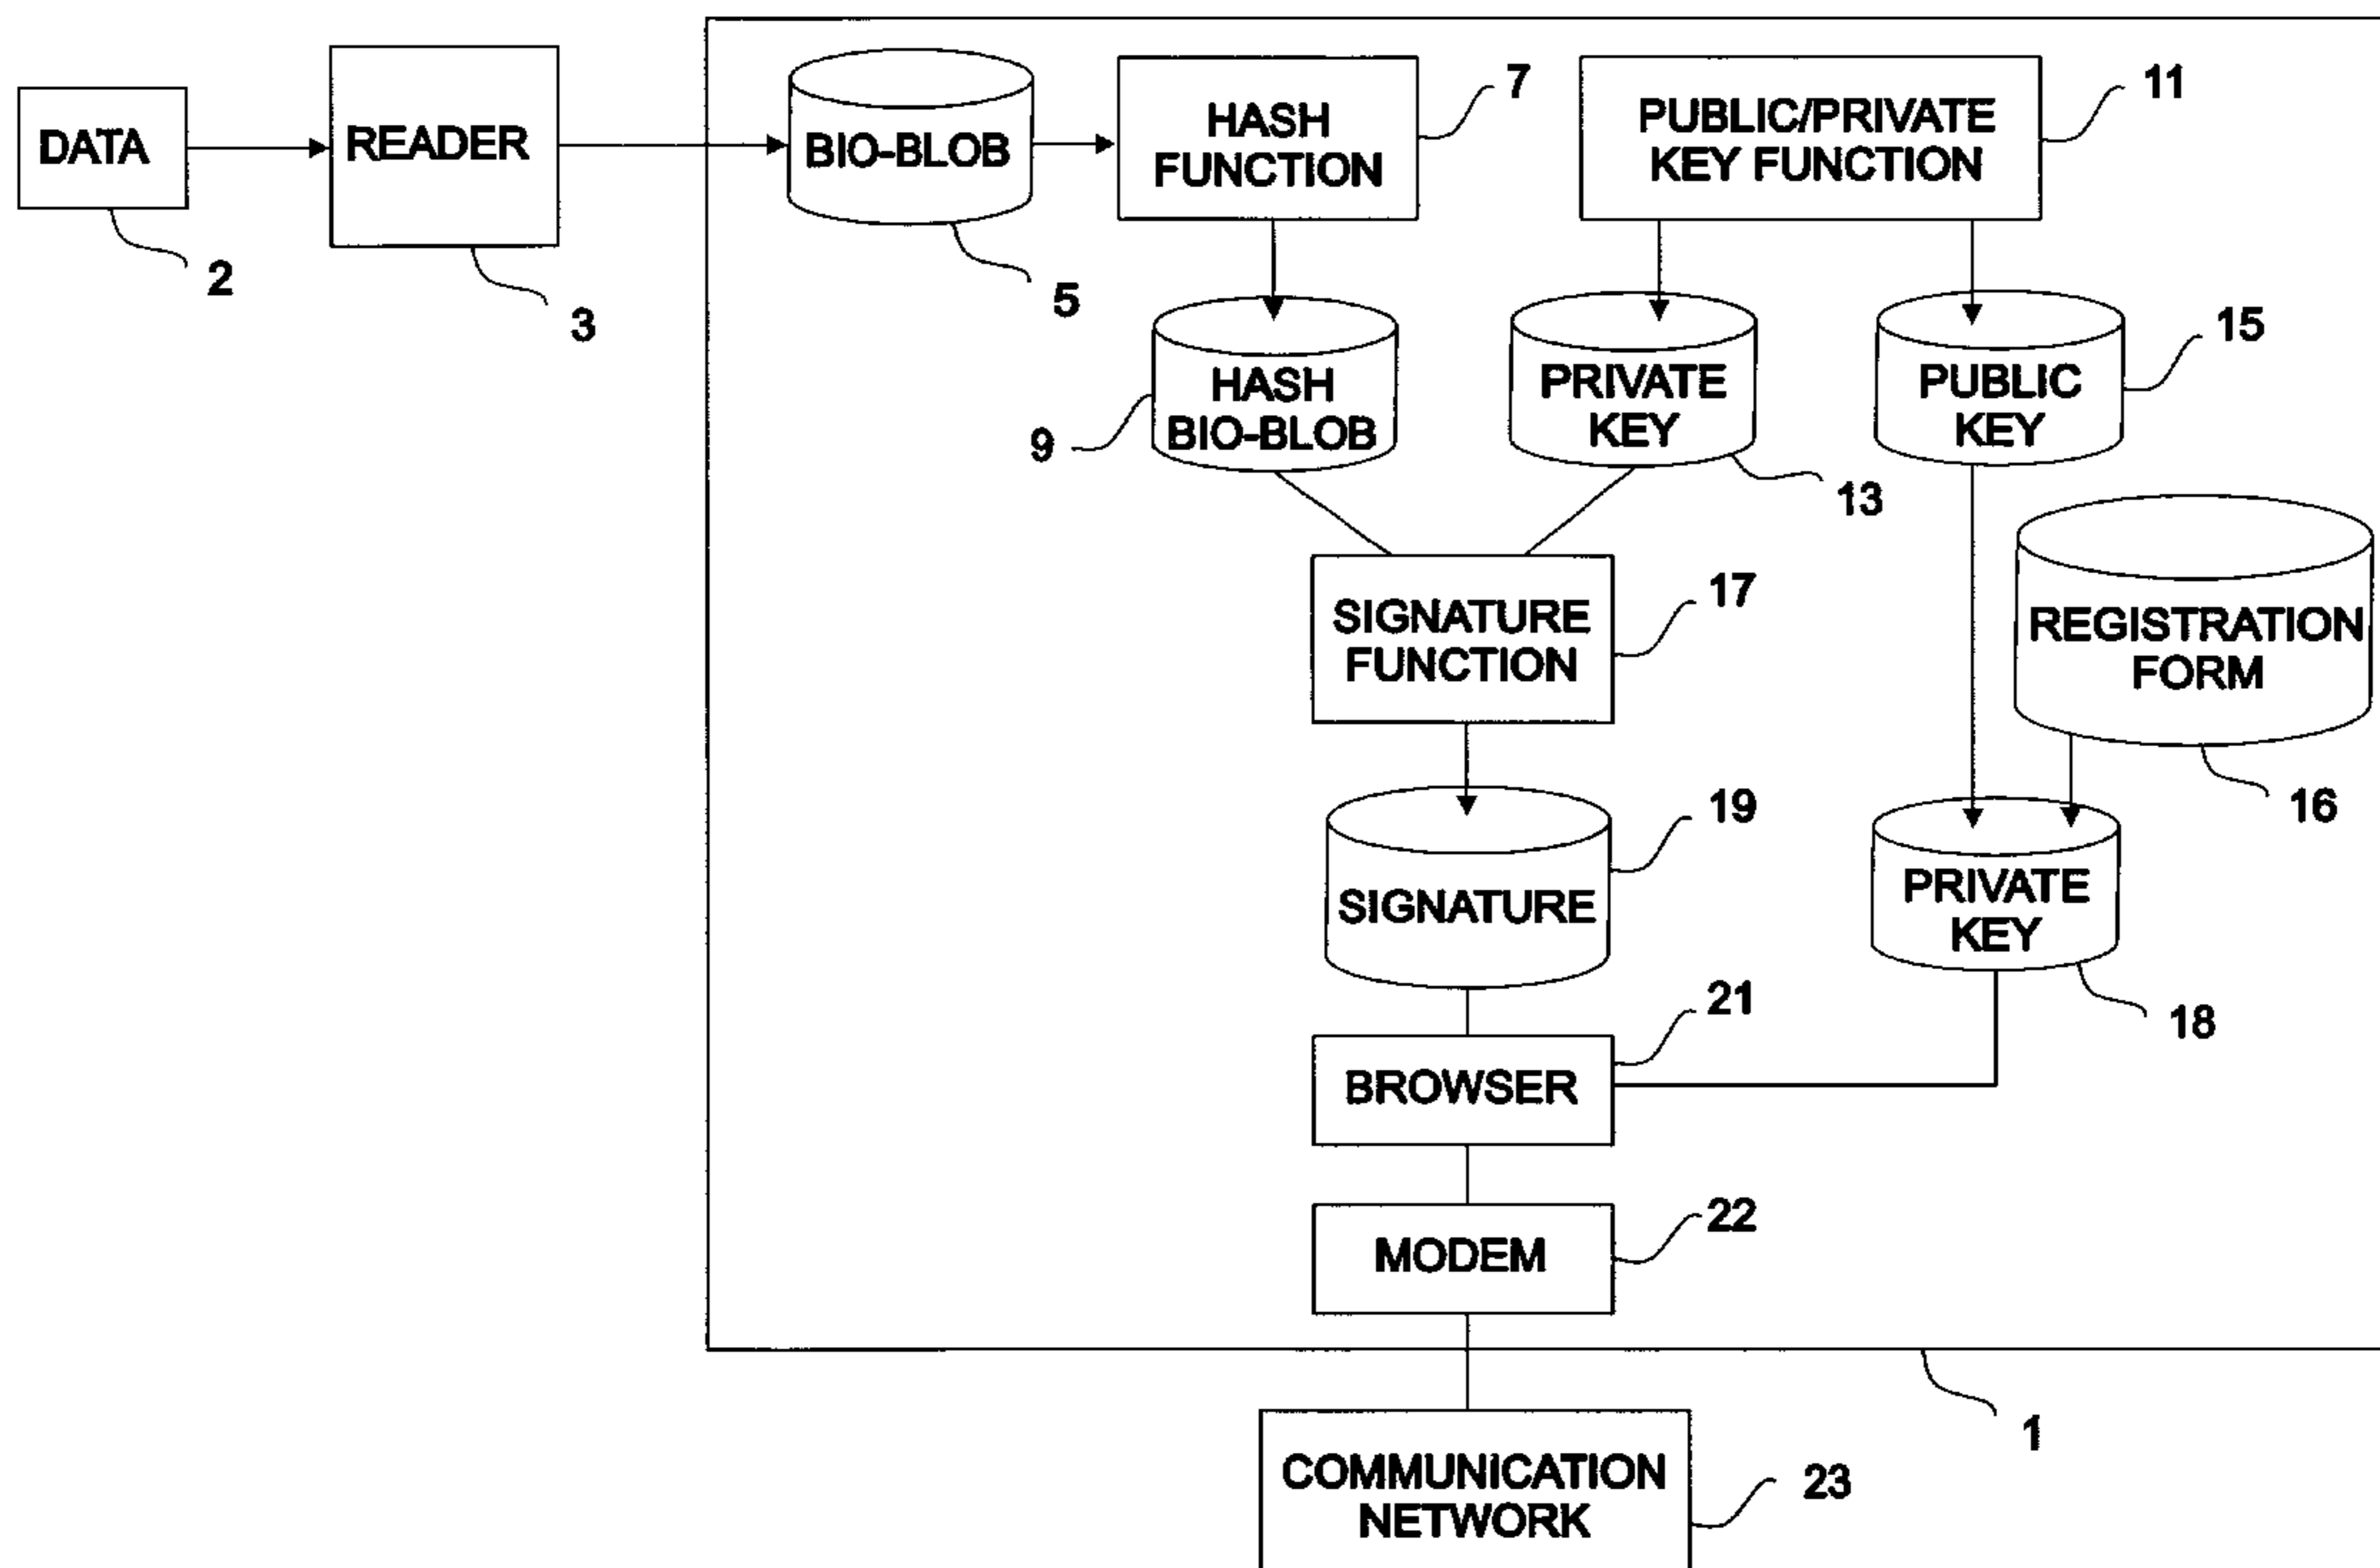 DATA
2
READER
3
BIO-BLOB
5
HASH
FUNCTION
7
PUBLIC/PRIVATE
KEY FUNCTION
11
HASH
BIO-BLOB
9
PRIVATE
KEY
13
PUBLIC
KEY
15
REGISTRATION
FORM
16
SIGNATURE
FUNCTION
17
SIGNATURE
19
PRIVATE
KEY
18
BROWSER
21
MODEM
22
1
COMMUNICATION
NETWORK
23